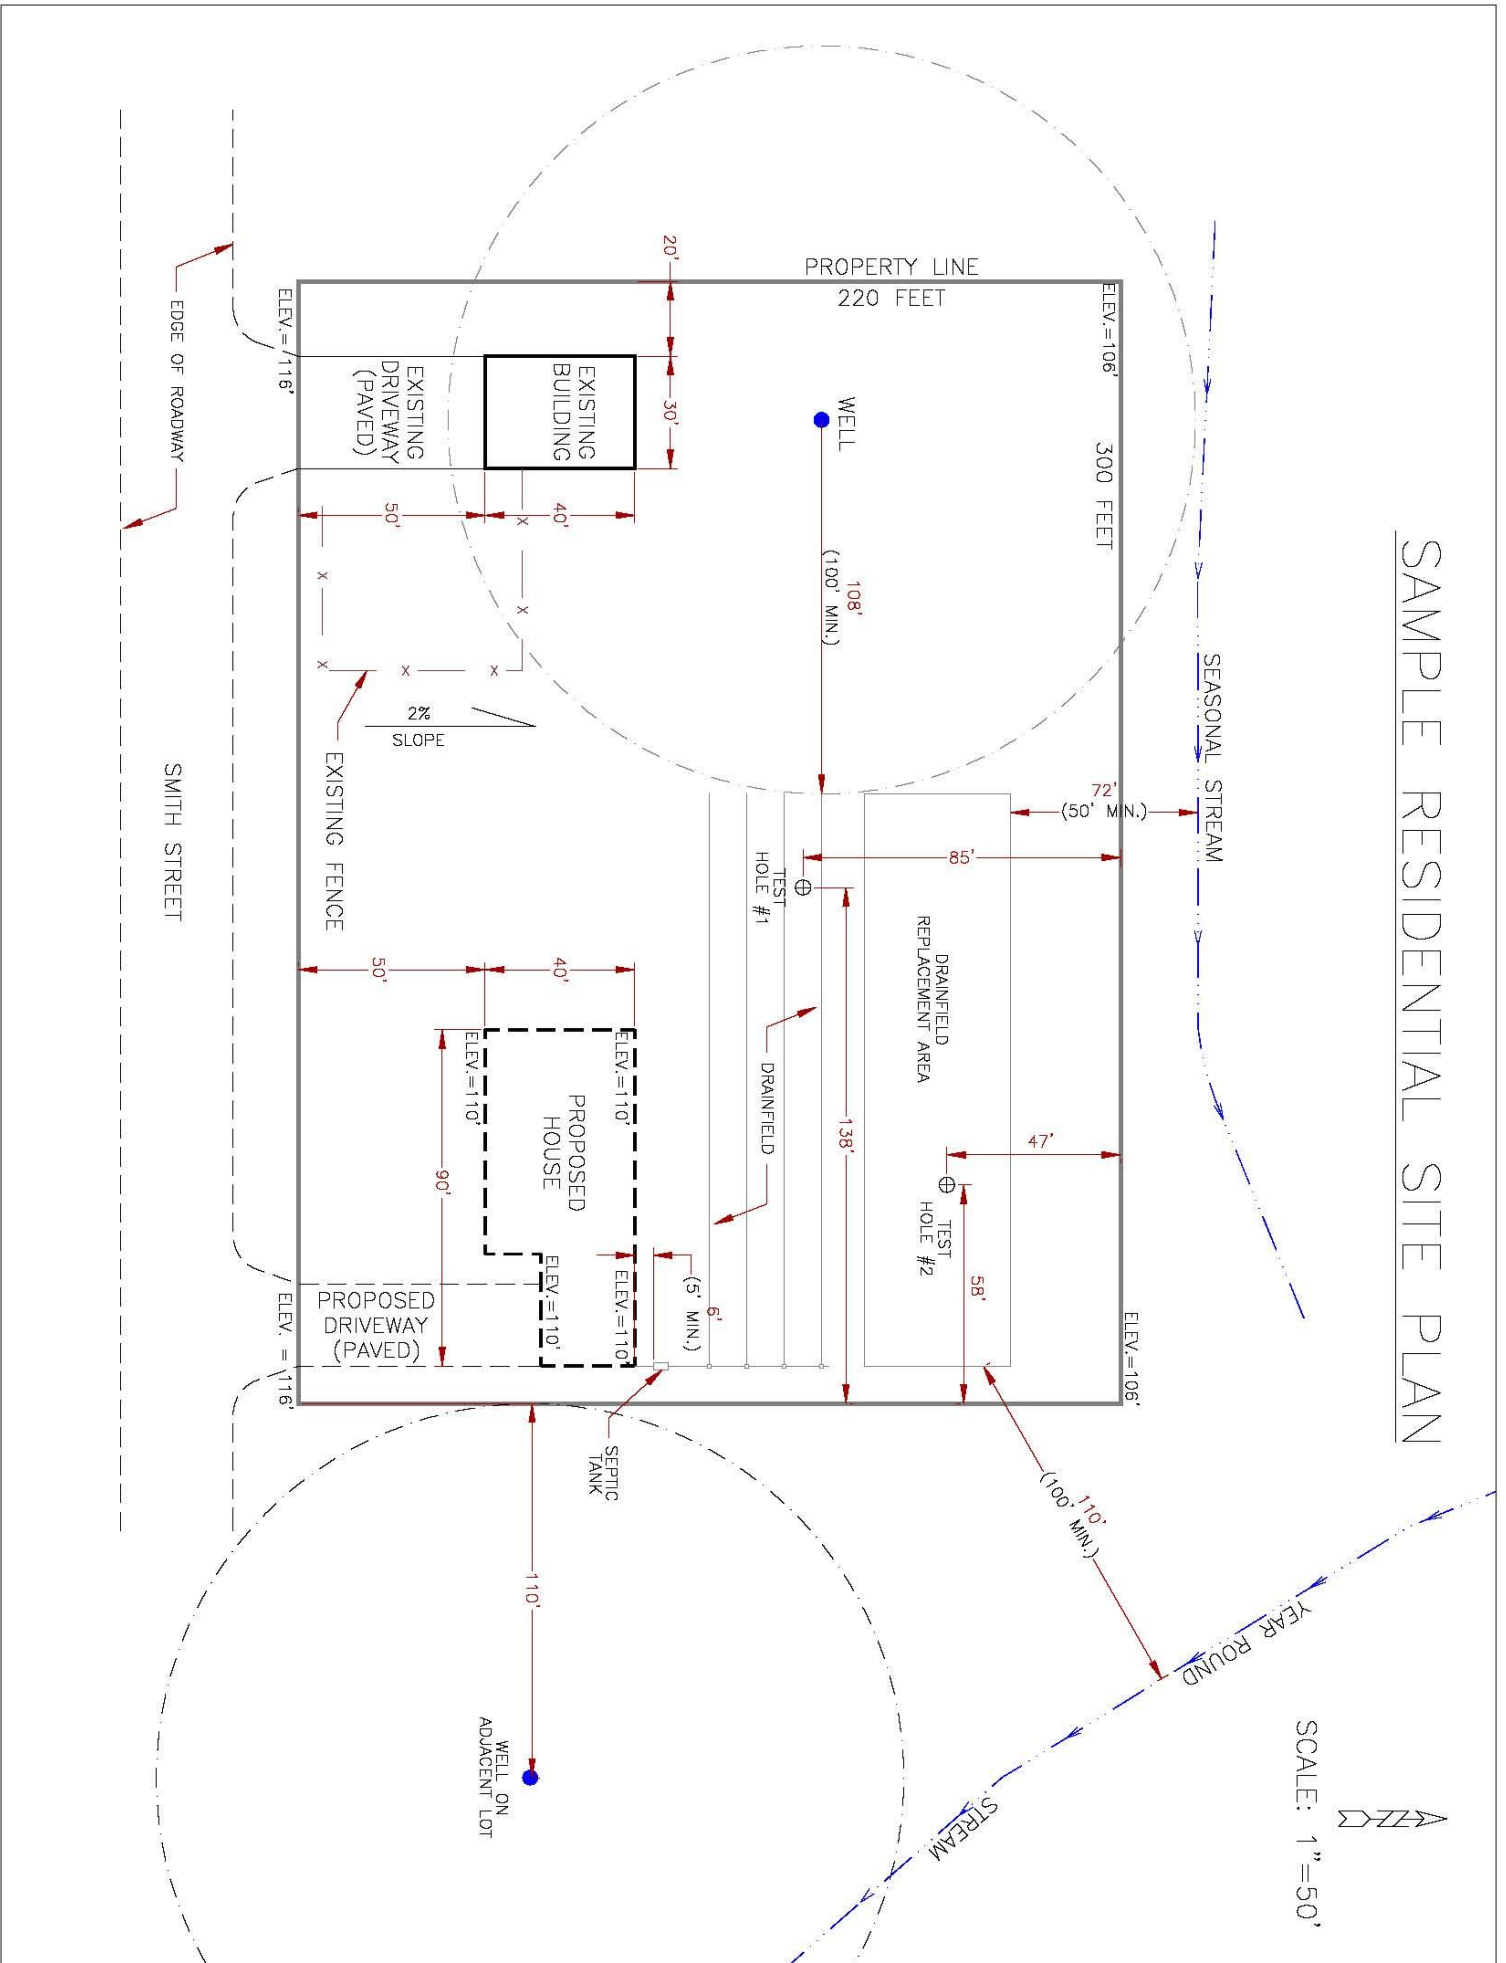 SAMPLE RESIDENTIAL SITE PLAN
SCALE: 1"=50'
SEASONAL STREAM
YEAR ROUND
STREAM
72'
(50' MIN.)
110'
(100' MIN.)
PROPERTY LINE
220 FEET
300 FEET
ELEV.=106'
ELEV.=106'
WELL
108'
(100' MIN.)
85'
47'
138'
58'
TEST
HOLE #1
TEST
HOLE #2
DRAINFIELD
REPLACEMENT AREA
DRAINFIELD
20'
30'
EXISTING
BUILDING
40'
50'
EXISTING
DRIVEWAY
(PAVED)
X
X
X
X
X
X
EXISTING FENCE
2%
SLOPE
40'
50'
90'
PROPOSED
HOUSE
ELEV.=110'
ELEV.=110'
ELEV.=110'
ELEV.=110'
6'
(5' MIN.)
SEPTIC
TANK
PROPOSED
DRIVEWAY
(PAVED)
ELEV.=116'
ELEV. =116'
110'
WELL ON
ADJACENT LOT
EDGE OF ROADWAY
SMITH STREET